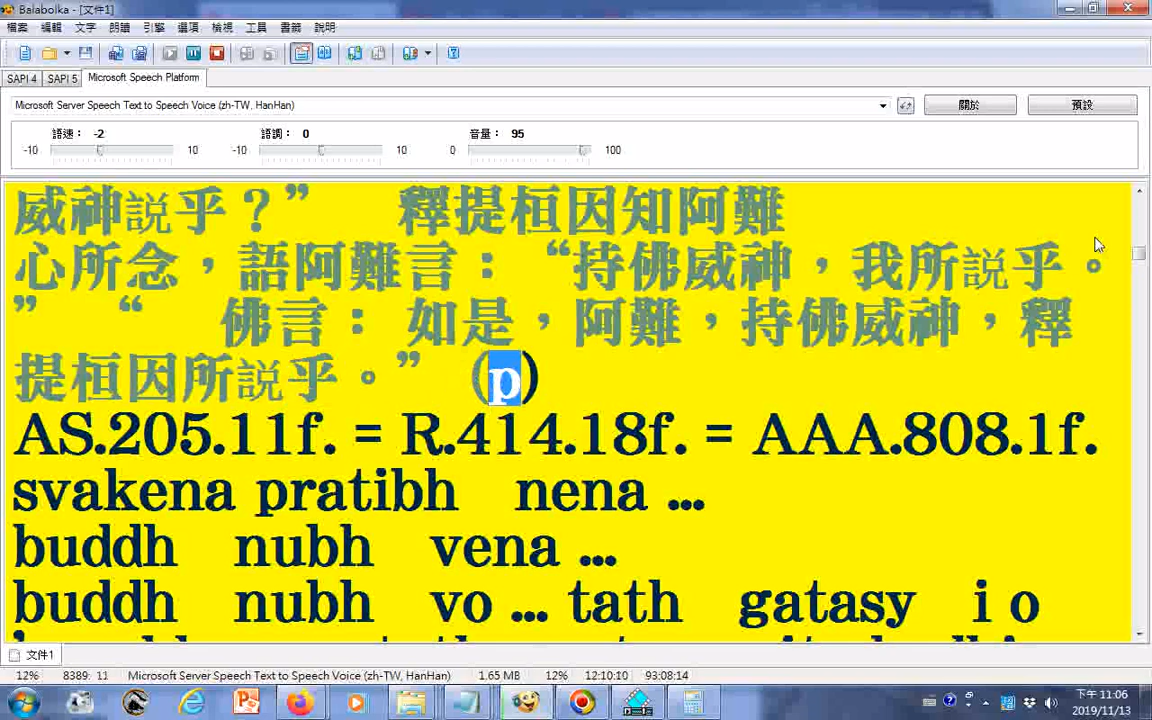 Balabolka - [文件1]
檔案 編輯 文字 朗讀 引擎 選項 檢視 工具 書籤 說明
SAPI 4 SAPI 5 Microsoft Speech Platform
Microsoft Server Speech Text to Speech Voice (zh-TW, HanHan) 關於 預設
語速： -2 語調： 0 音量： 95
-10 10 -10 10 0 100
威神説乎？” 釋提桓因知阿難
心所念，語阿難言：“持佛威神，我所説乎。
”“ 佛言：如是，阿難，持佛威神，釋
提桓因所説乎。” (p)
AS.205.11f. = R.414.18f. = AAA.808.1f.
svakena pratibh nena ...
buddh nubh vena ...
buddh nubh vo ... tath gatasy i o
文件1
12% 8389: 11 Microsoft Server Speech Text to Speech Voice (zh-TW, HanHan) 1.65 MB 12% 12:10:10 93:08:14
下午 11:06
2019/11/13